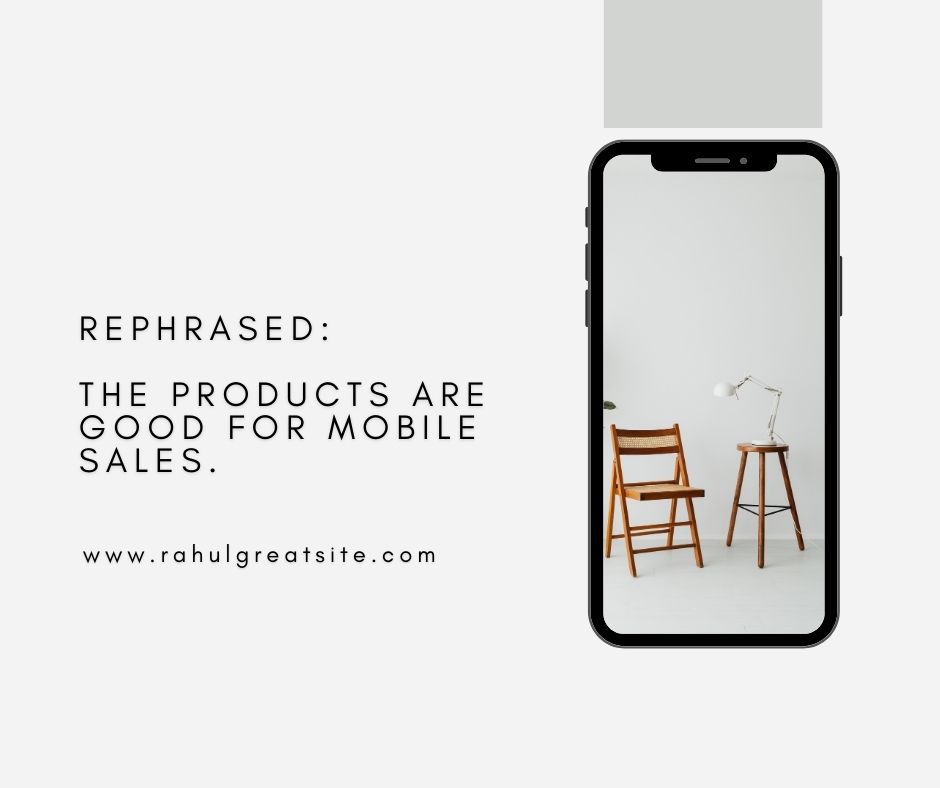 REPHRASED:
THE PRODUCTS ARE
GOOD FOR MOBILE
SALES.
www.rahulgreatsite.com